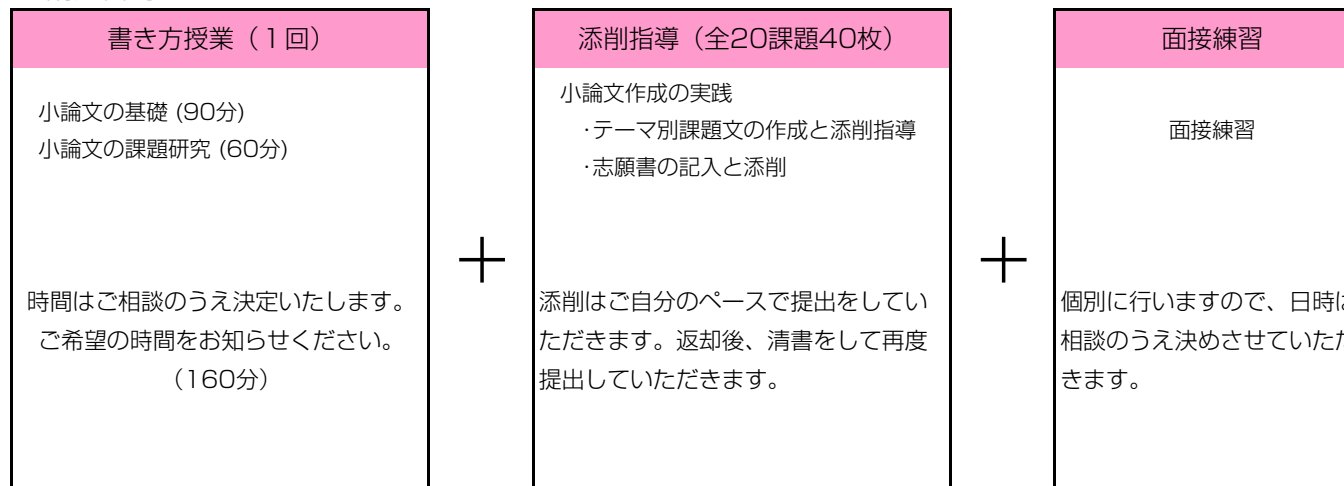 書き方授業（1回）
小論文の基礎 (90分)
小論文の課題研究 (60分)
時間はご相談のうえ決定いたします。
ご希望の時間をお知らせください。
（160分）
＋
添削指導（全20課題40枚）
小論文作成の実践
･テーマ別課題文の作成と添削指導
･志願書の記入と添削
添削はご自分のペースで提出をしてい
ただきます。返却後、清書をして再度
提出していただきます。
＋
面接練習
面接練習
個別に行いますので、日時
相談のうえ決めさせていただ
きます。